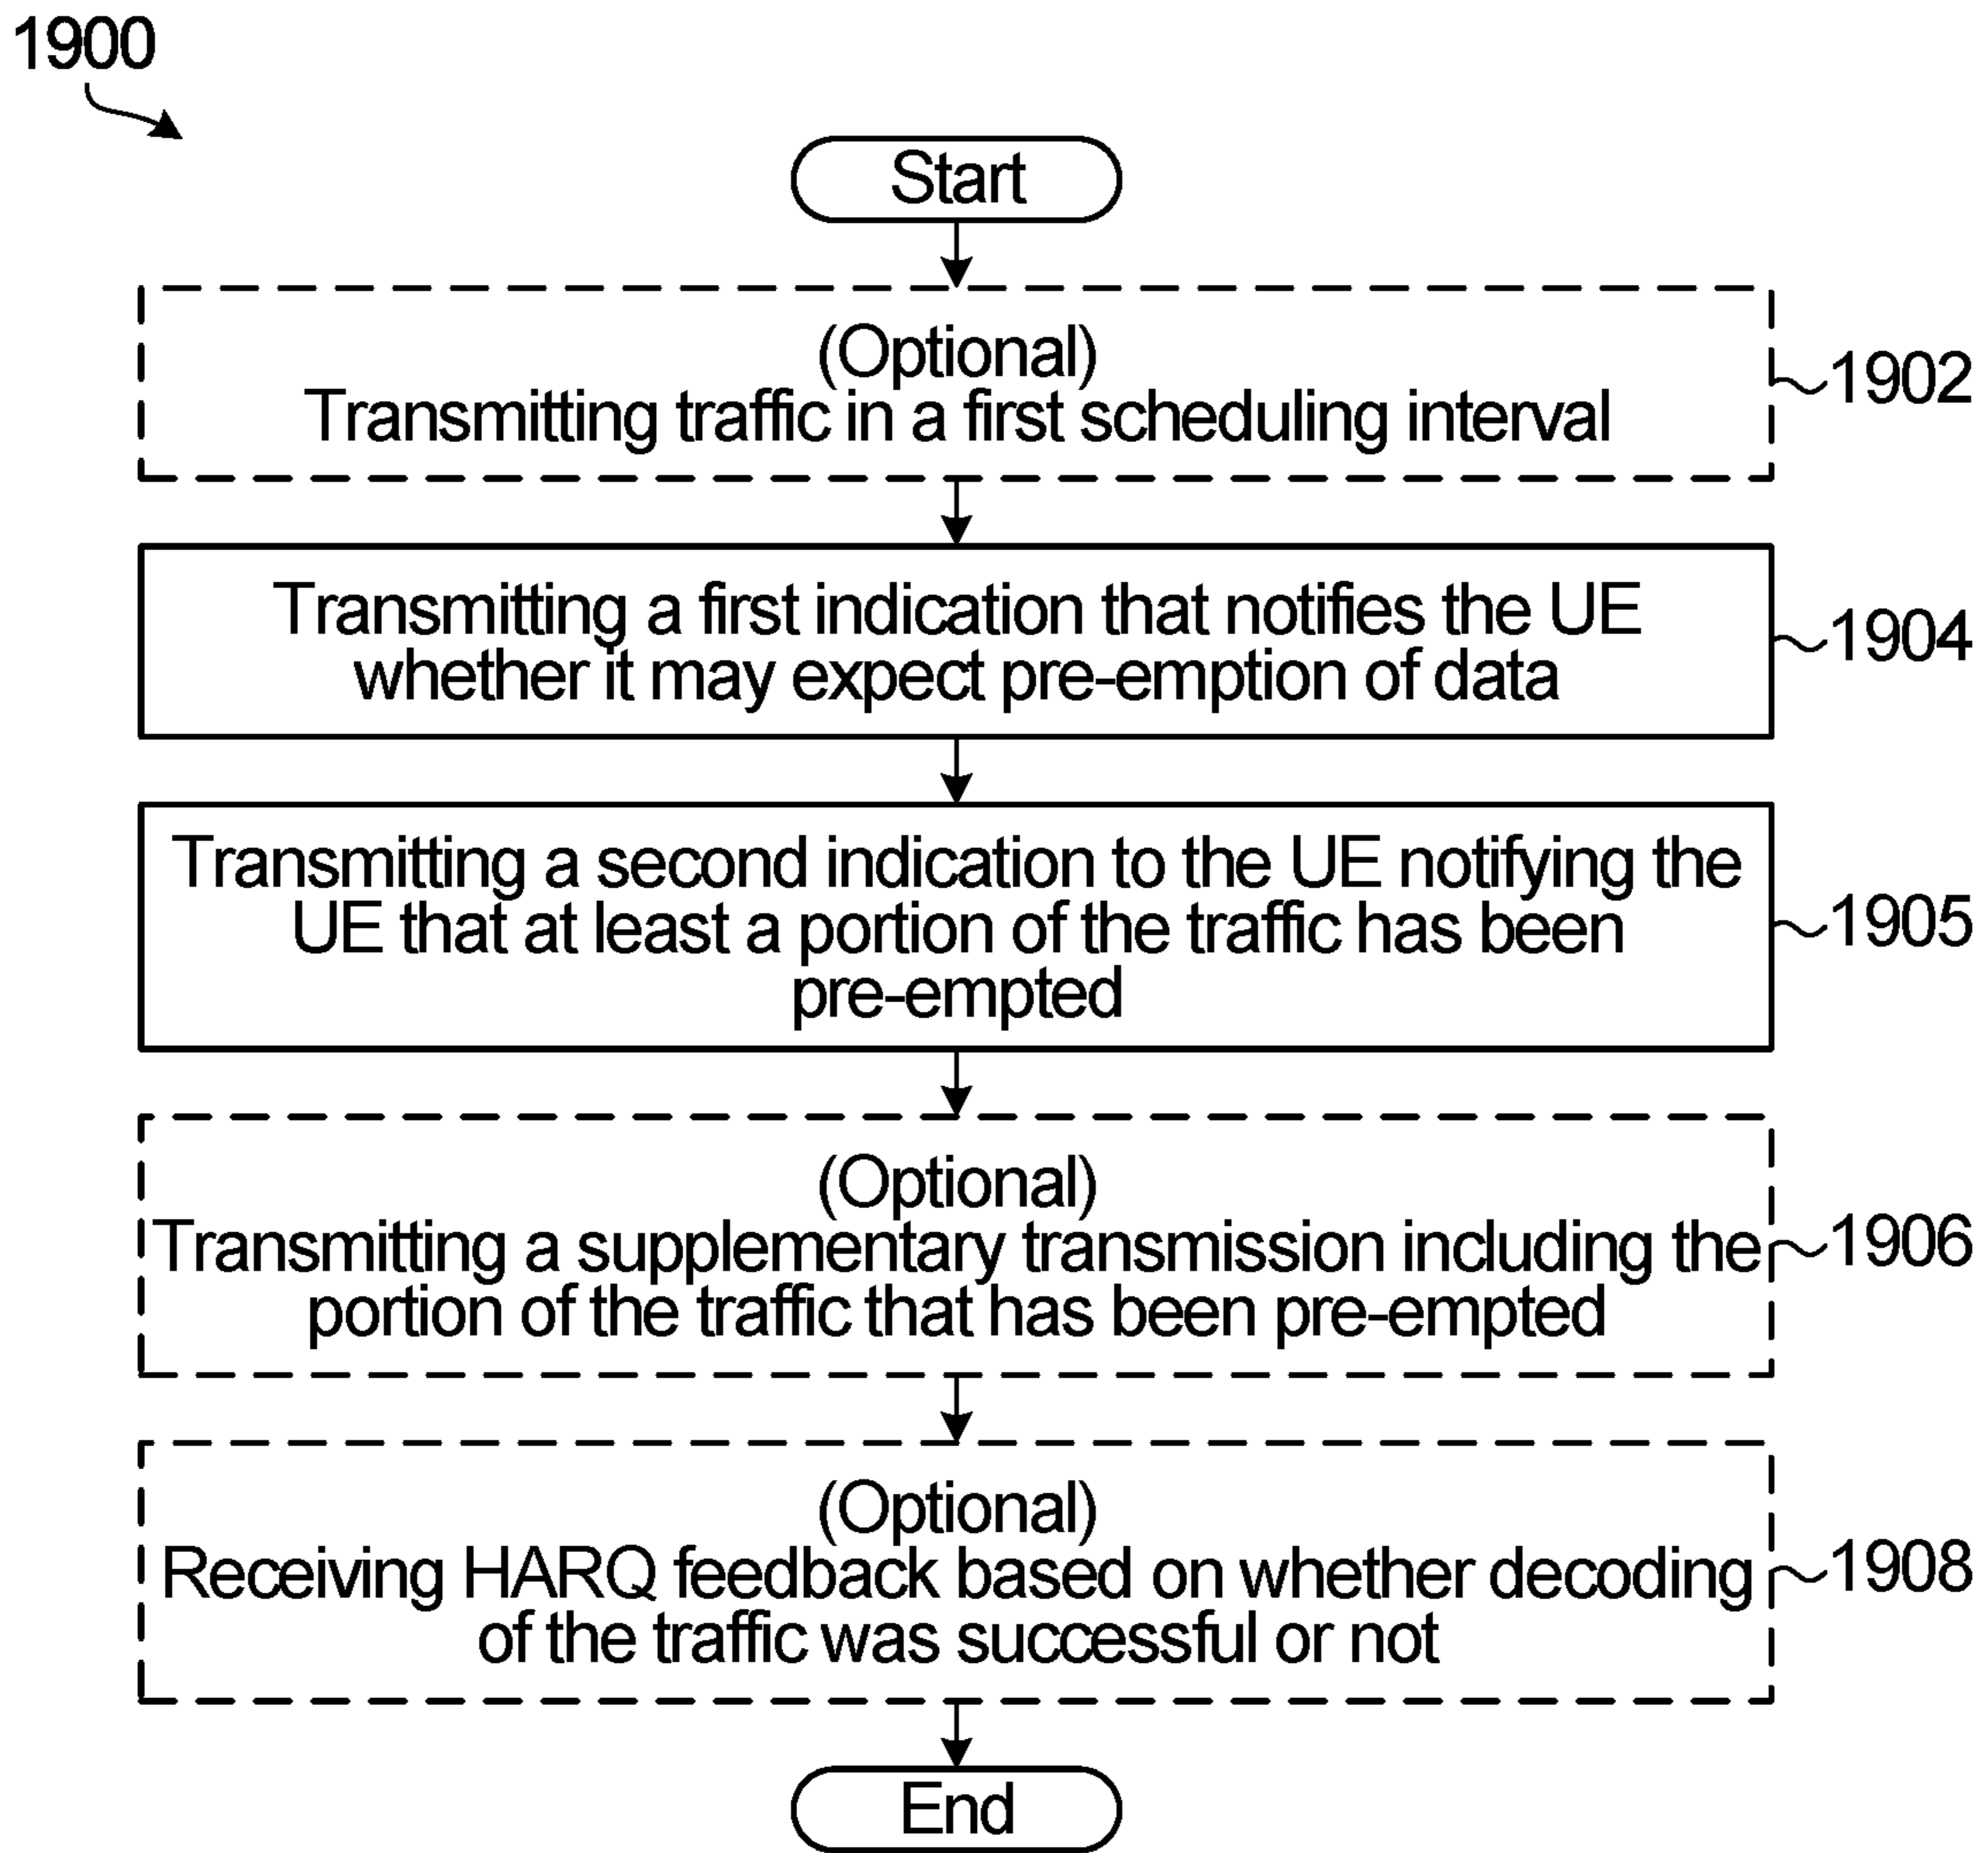 1900
Start
(Optional)
Transmitting traffic in a first scheduling interval
1902
Transmitting a first indication that notifies the UE
whether it may expect pre-emption of data
1904
Transmitting a second indication to the UE notifying the
UE that at least a portion of the traffic has been
pre-empted
1905
(Optional)
Transmitting a supplementary transmission including the
portion of the traffic that has been pre-empted
1906
(Optional)
Receiving HARQ feedback based on whether decoding
of the traffic was successful or not
1908
End